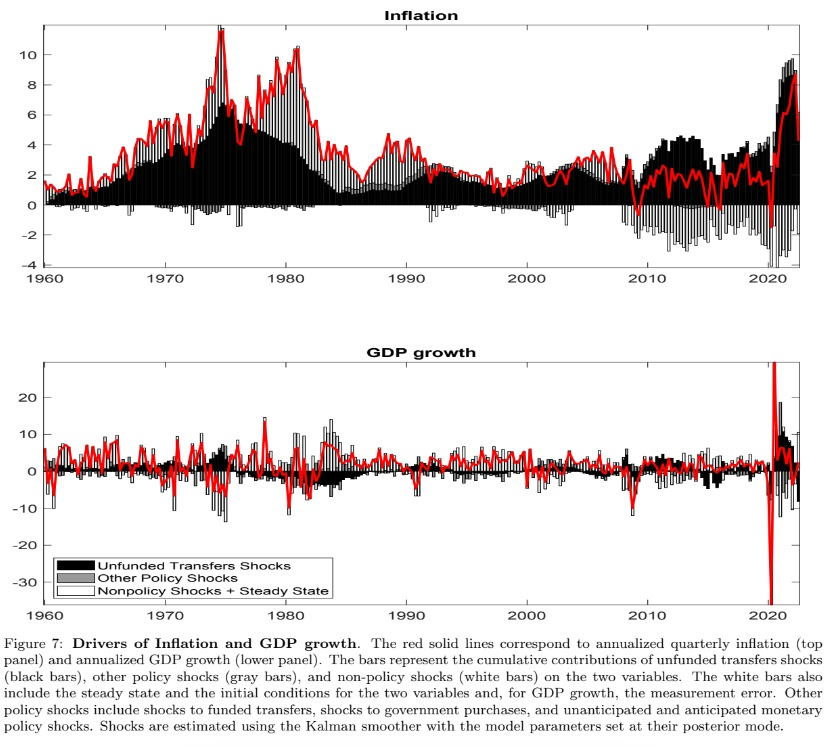 Inflation
10
8
6
4
2
0
-2
-4
1960 1970 1980 1990 2000 2010 2020
GDP growth
20
10
0
-10
-20
-30
Unfunded Transfers Shocks
Other Policy Shocks
Nonpolicy Shocks + Steady State
1960 1970 1980 1990 2000 2010 2020
Figure 7: Drivers of Inflation and GDP growth. The red solid lines correspond to annualized quarterly inflation (top
panel) and annualized GDP growth (lower panel). The bars represent the cumulative contributions of unfunded transfers shocks
(black bars), other policy shocks (gray bars), and non-policy shocks (white bars) on the two variables. The white bars also
include the steady state and the initial conditions for the two variables and, for GDP growth, the measurement error. Other
policy shocks include shocks to funded transfers, shocks to government purchases, and unanticipated and anticipated monetary
policy shocks. Shocks are estimated using the Kalman smoother with the model parameters set at their posterior mode.